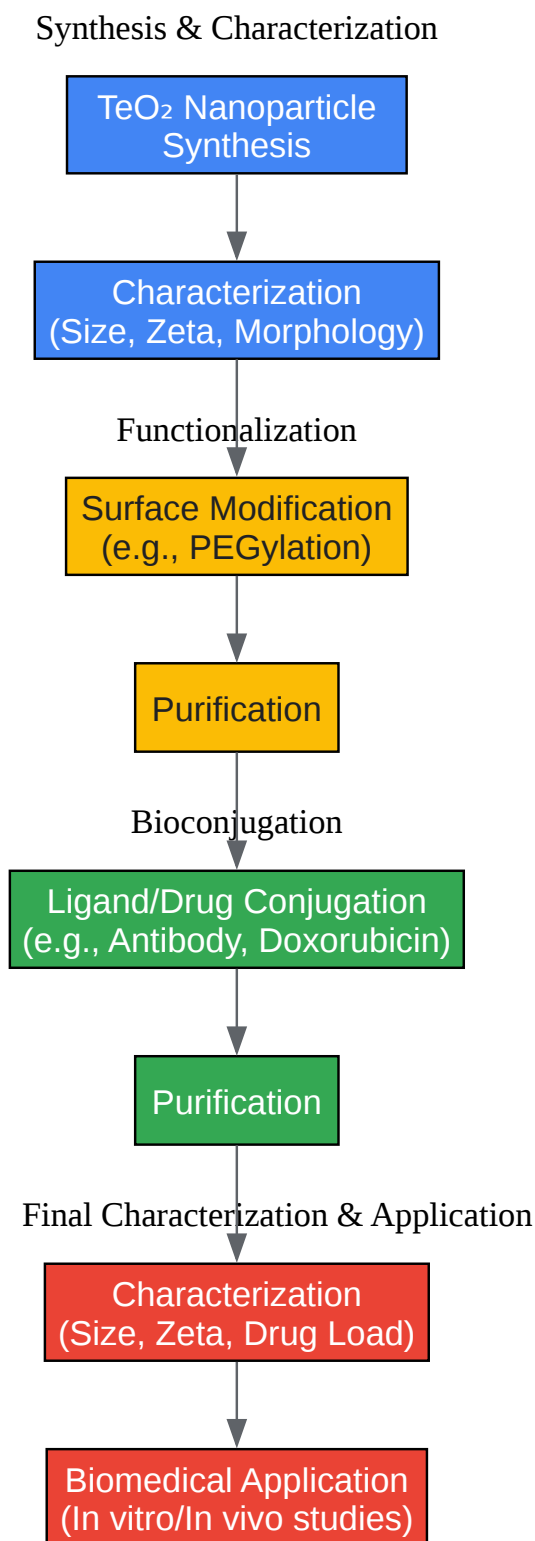 Synthesis & Characterization
TeO₂ Nanoparticle
Synthesis
Characterization
(Size, Zeta, Morphology)
Functionalization
Surface Modification
(e.g., PEGylation)
Purification
Bioconjugation
Ligand/Drug Conjugation
(e.g., Antibody, Doxorubicin)
Purification
Final Characterization & Application
Characterization
(Size, Zeta, Drug Load)
Biomedical Application
(In vitro/In vivo studies)